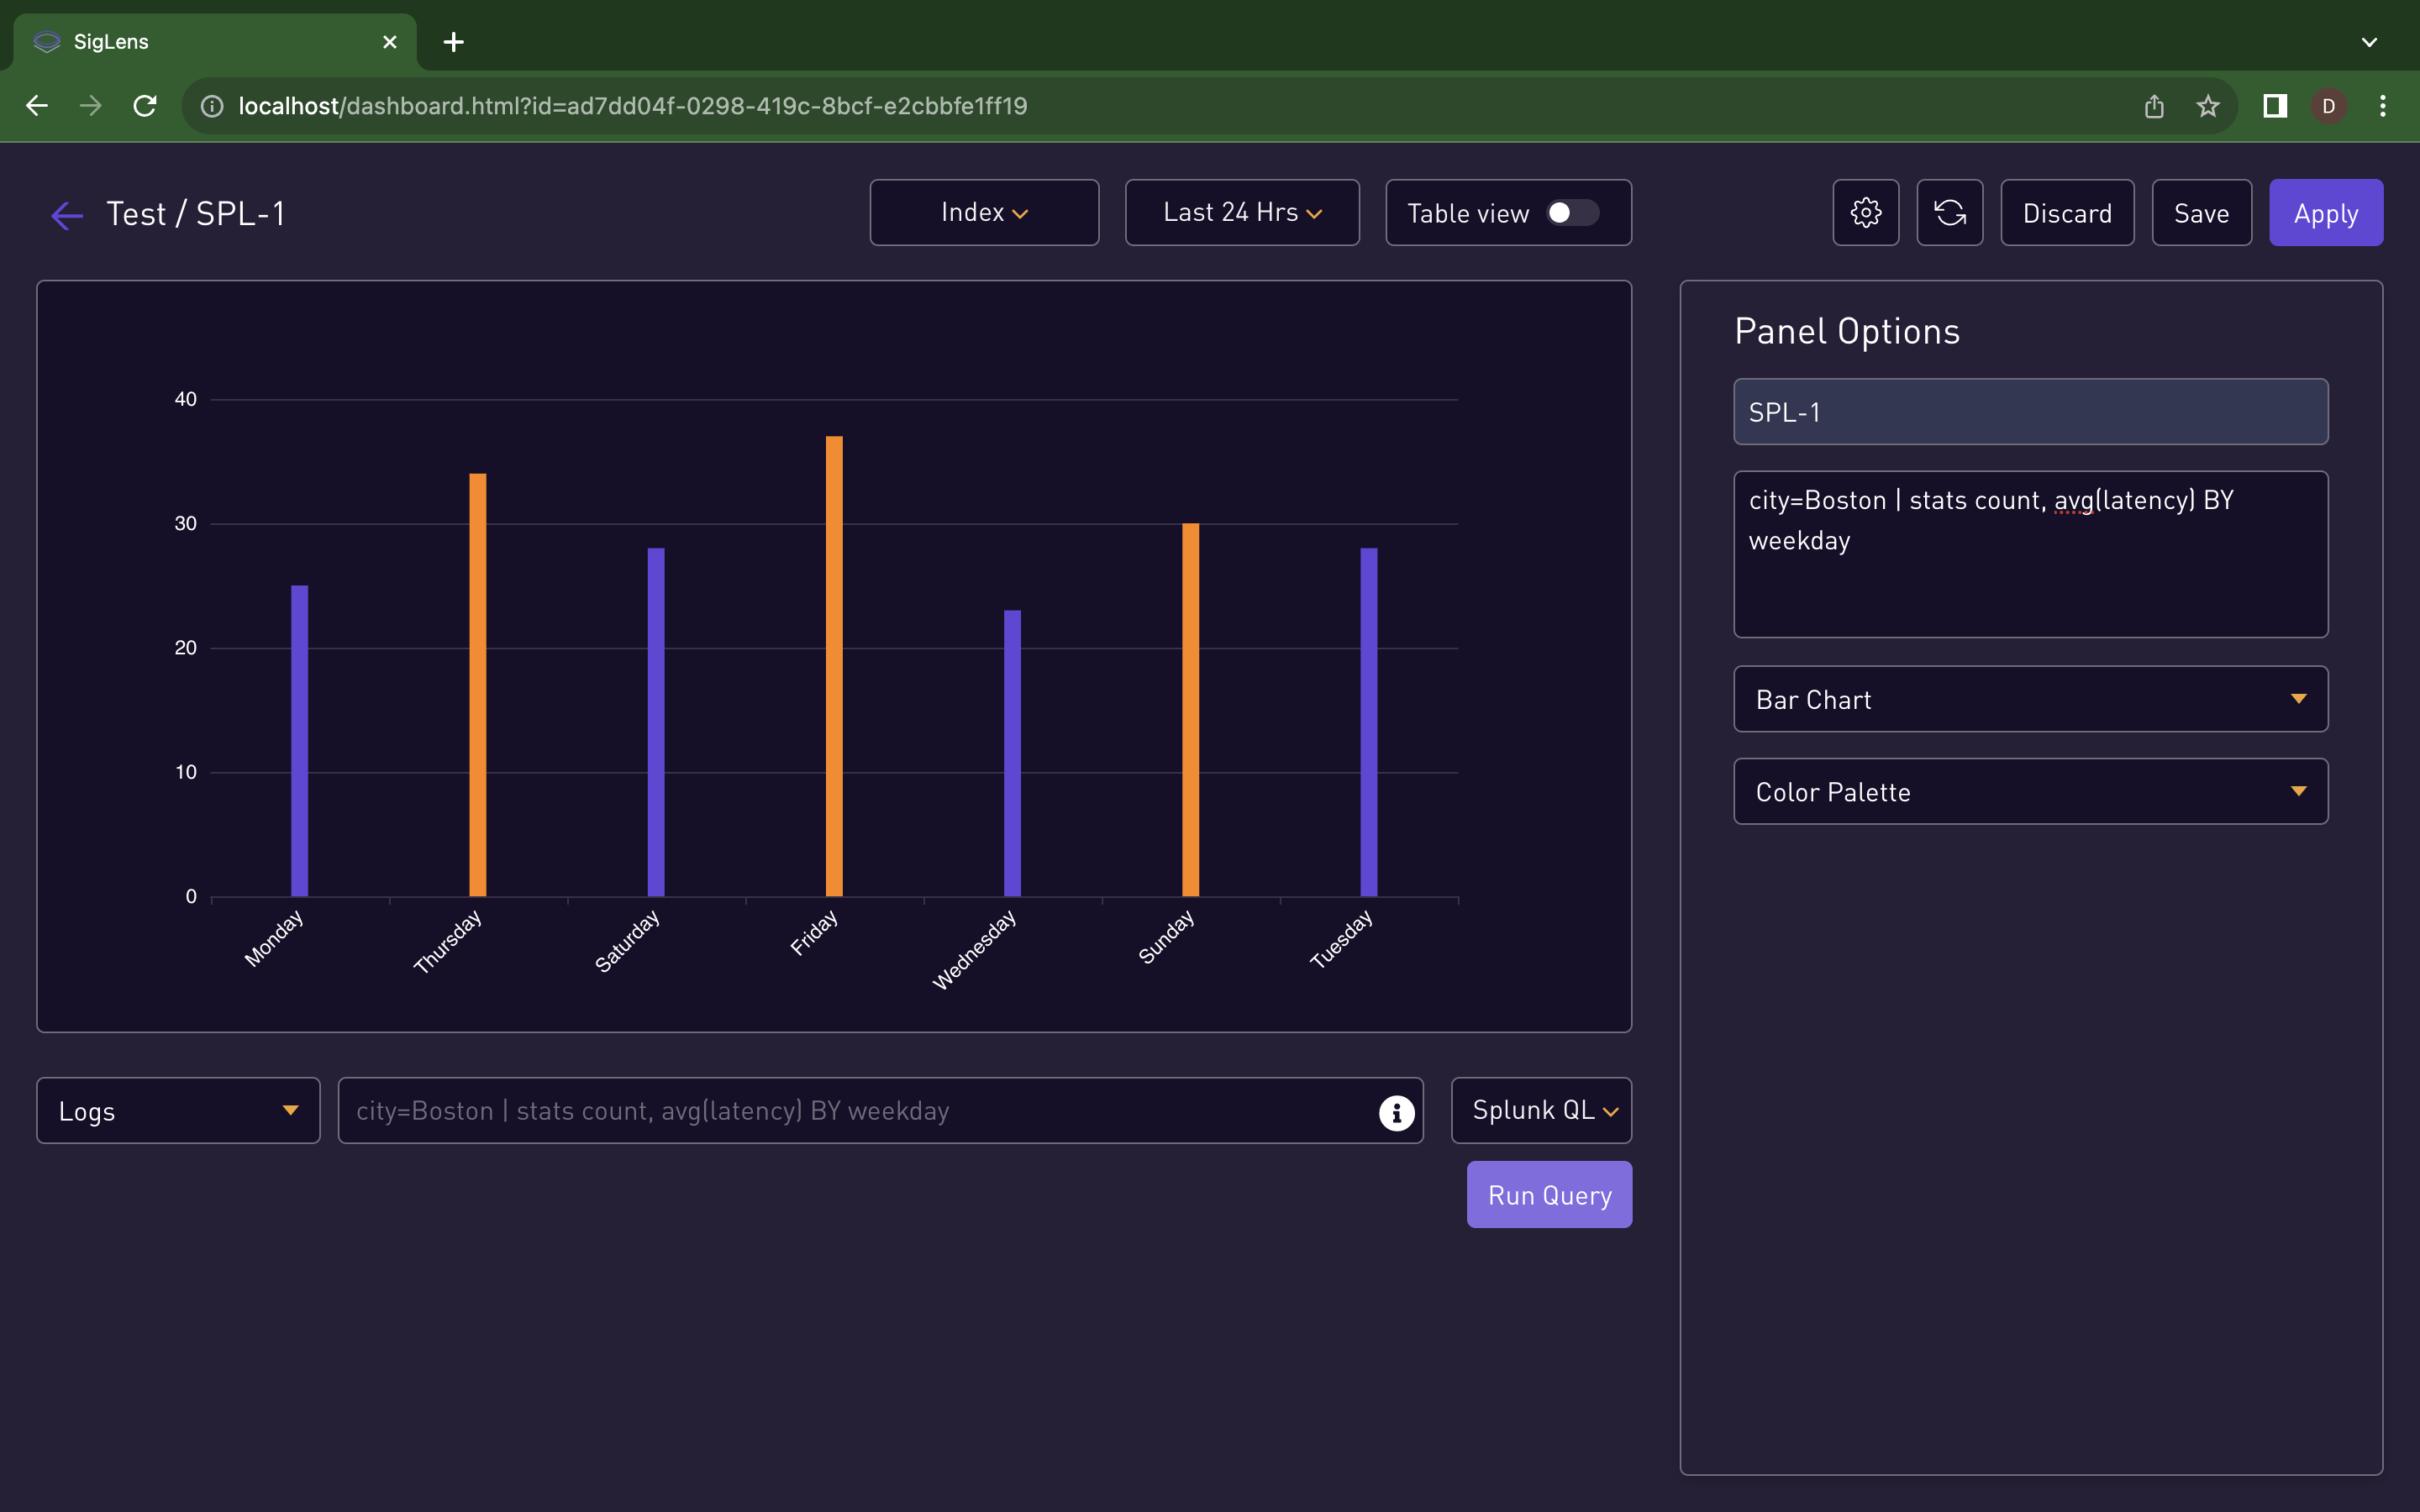 SigLens
localhost/dashboard.html?id=ad7dd04f-0298-419c-8bcf-e2cbbfe1ff19
D
Test / SPL-1
Index
Last 24 Hrs
Table view
Discard
Save
Apply
40
30
20
10
0
Monday
Thursday
Saturday
Friday
Wednesday
Sunday
Tuesday
Panel Options
SPL-1
city=Boston | stats count, avg(latency) BY
weekday
Bar Chart
Color Palette
Logs
city=Boston | stats count, avg(latency) BY weekday
Splunk QL
Run Query